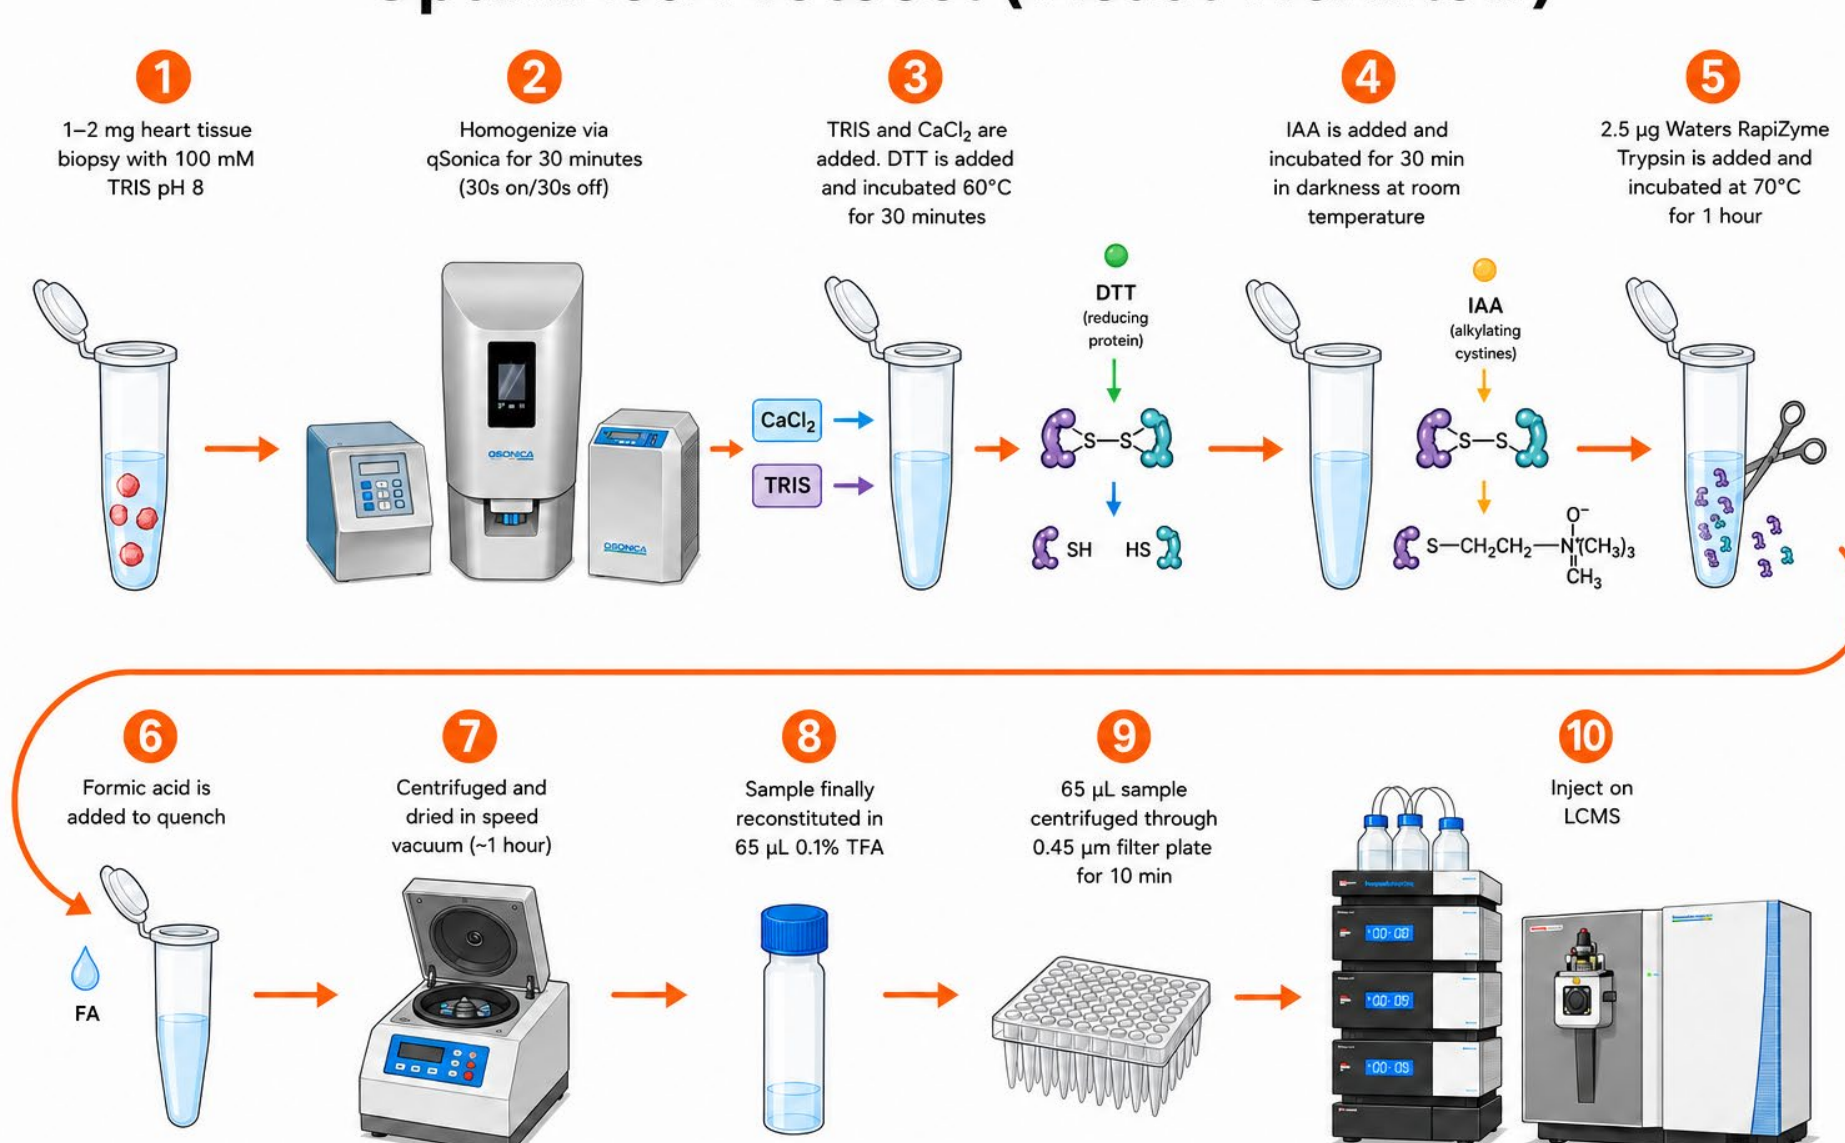 1
1–2 mg heart tissue
biopsy with 100 mM
TRIS pH 8
2
Homogenize via
qSonica for 30 minutes
(30s on/30s off)
3
TRIS and CaCl₂ are
added. DTT is added
and incubated 60°C
for 30 minutes
4
IAA is added and
incubated for 30 min
in darkness at room
temperature
5
2.5 µg Waters RapiZyme
Trypsin is added and
incubated at 70°C
for 1 hour
QSONICA
QSONICA
CaCl₂
TRIS
DTT
(reducing
protein)
S—S
SH HS
IAA
(alkylating
cystines)
S—S
O⁻
S—CH₂CH₂—N⁺(CH₃)₃
CH₃
6
Formic acid is
added to quench
FA
7
Centrifuged and
dried in speed
vacuum (~1 hour)
8
Sample finally
reconstituted in
65 µL 0.1% TFA
9
65 µL sample
centrifuged through
0.45 µm filter plate
for 10 min
10
Inject on
LCMS